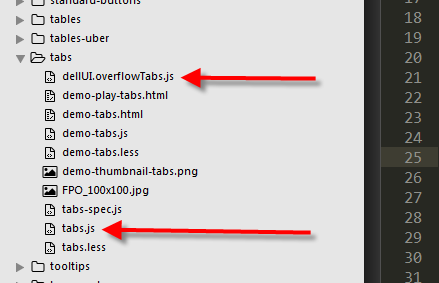 standard-buttons
tables
tables-uber
tabs
dellUI.overflowTabs.js
demo-play-tabs.html
demo-tabs.html
demo-tabs.js
demo-tabs.less
demo-thumbnail-tabs.png
FPO_100x100.jpg
tabs-spec.js
tabs.js
tabs.less
tooltips
18
19
20
21
22
23
24
25
26
27
28
29
30
31